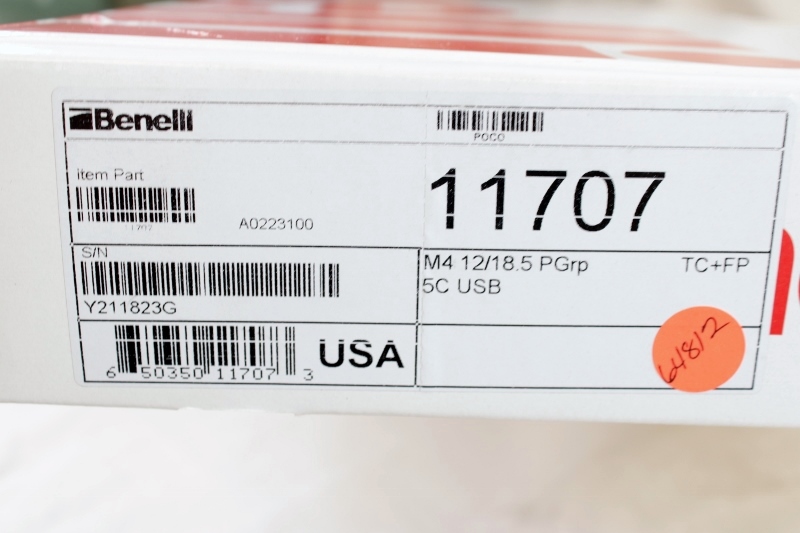 Benelli
POCO
Item Part
11707
11707
A0223100
S/N
Y211823G
M4 12/18.5 PGrp TC+FP
5C USB
6 50350 11707 3
USA
64812